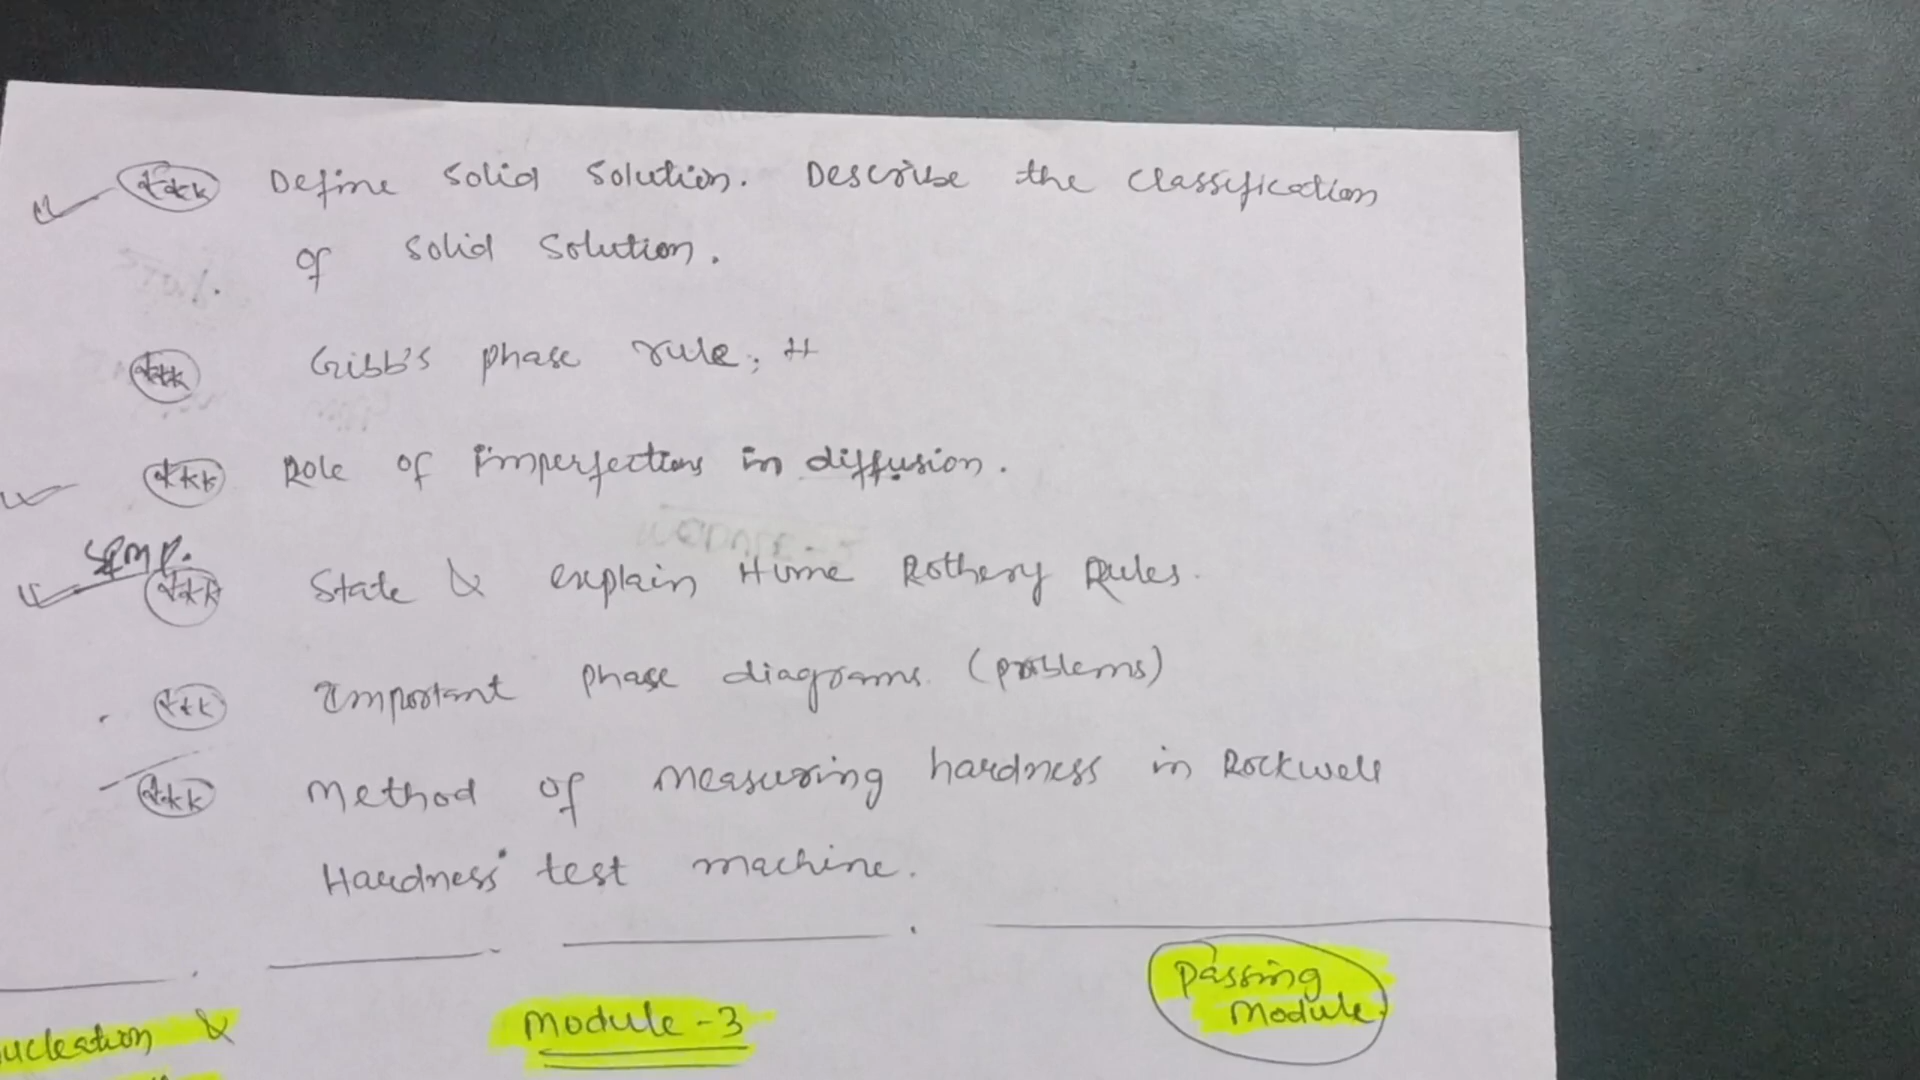 *** Define solid solution. Describe the classification
of solid solution.
*** Gibb's phase rule.
*** Role of imperfections in diffusion.
*** State & explain Hume Rothery Rules.
*** Important phase diagrams. (problems)
*** Method of measuring hardness in Rockwell
Hardness test machine.
Passing
Module
ucleation & Module-3